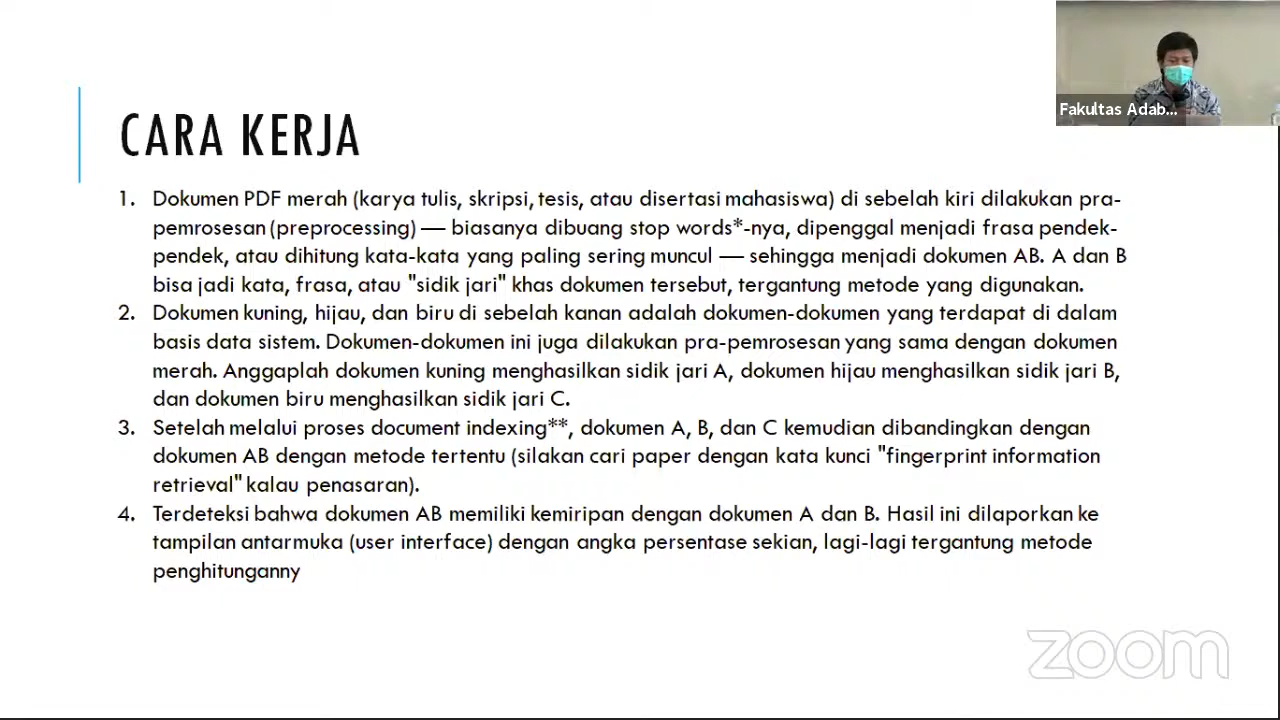 Fakultas Adab...
CARA KERJA
1. Dokumen PDF merah (karya tulis, skripsi, tesis, atau disertasi mahasiswa) di sebelah kiri dilakukan pra-
pemrosesan (preprocessing) — biasanya dibuang stop words*-nya, dipenggal menjadi frasa pendek-
pendek, atau dihitung kata-kata yang paling sering muncul — sehingga menjadi dokumen AB. A dan B
bisa jadi kata, frasa, atau "sidik jari" khas dokumen tersebut, tergantung metode yang digunakan.
2. Dokumen kuning, hijau, dan biru di sebelah kanan adalah dokumen-dokumen yang terdapat di dalam
basis data sistem. Dokumen-dokumen ini juga dilakukan pra-pemrosesan yang sama dengan dokumen
merah. Anggaplah dokumen kuning menghasilkan sidik jari A, dokumen hijau menghasilkan sidik jari B,
dan dokumen biru menghasilkan sidik jari C.
3. Setelah melalui proses document indexing**, dokumen A, B, dan C kemudian dibandingkan dengan
dokumen AB dengan metode tertentu (silakan cari paper dengan kata kunci "fingerprint information
retrieval" kalau penasaran).
4. Terdeteksi bahwa dokumen AB memiliki kemiripan dengan dokumen A dan B. Hasil ini dilaporkan ke
tampilan antarmuka (user interface) dengan angka persentase sekian, lagi-lagi tergantung metode
penghitunganny
zoom